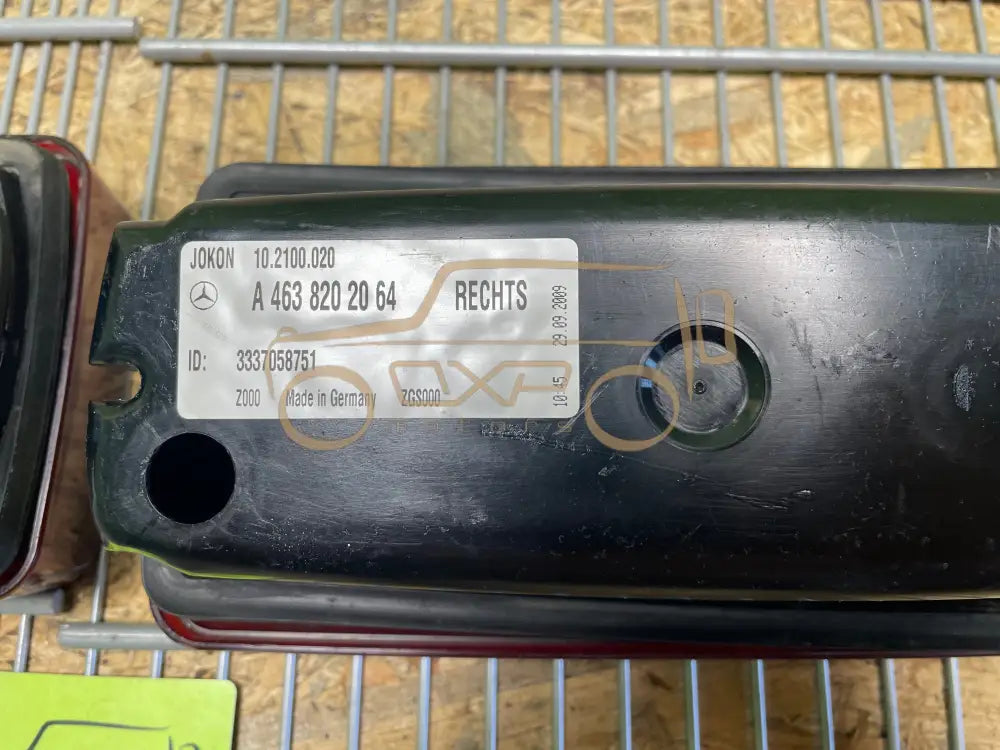 JOKON 10.2100.020
A 463 820 20 64 RECHTS
ID: 3337058751
Z000 Made in Germany ZGS000
10:45 29.09.2009